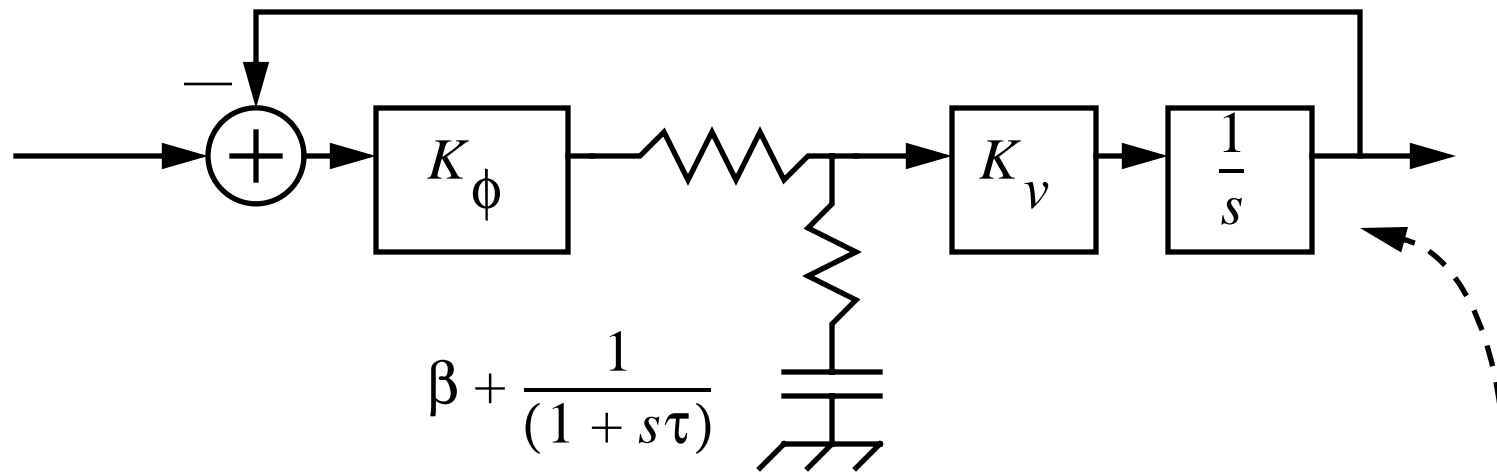 −
+
K_ϕ
K_v
1/s
β + 1/(1 + sτ)